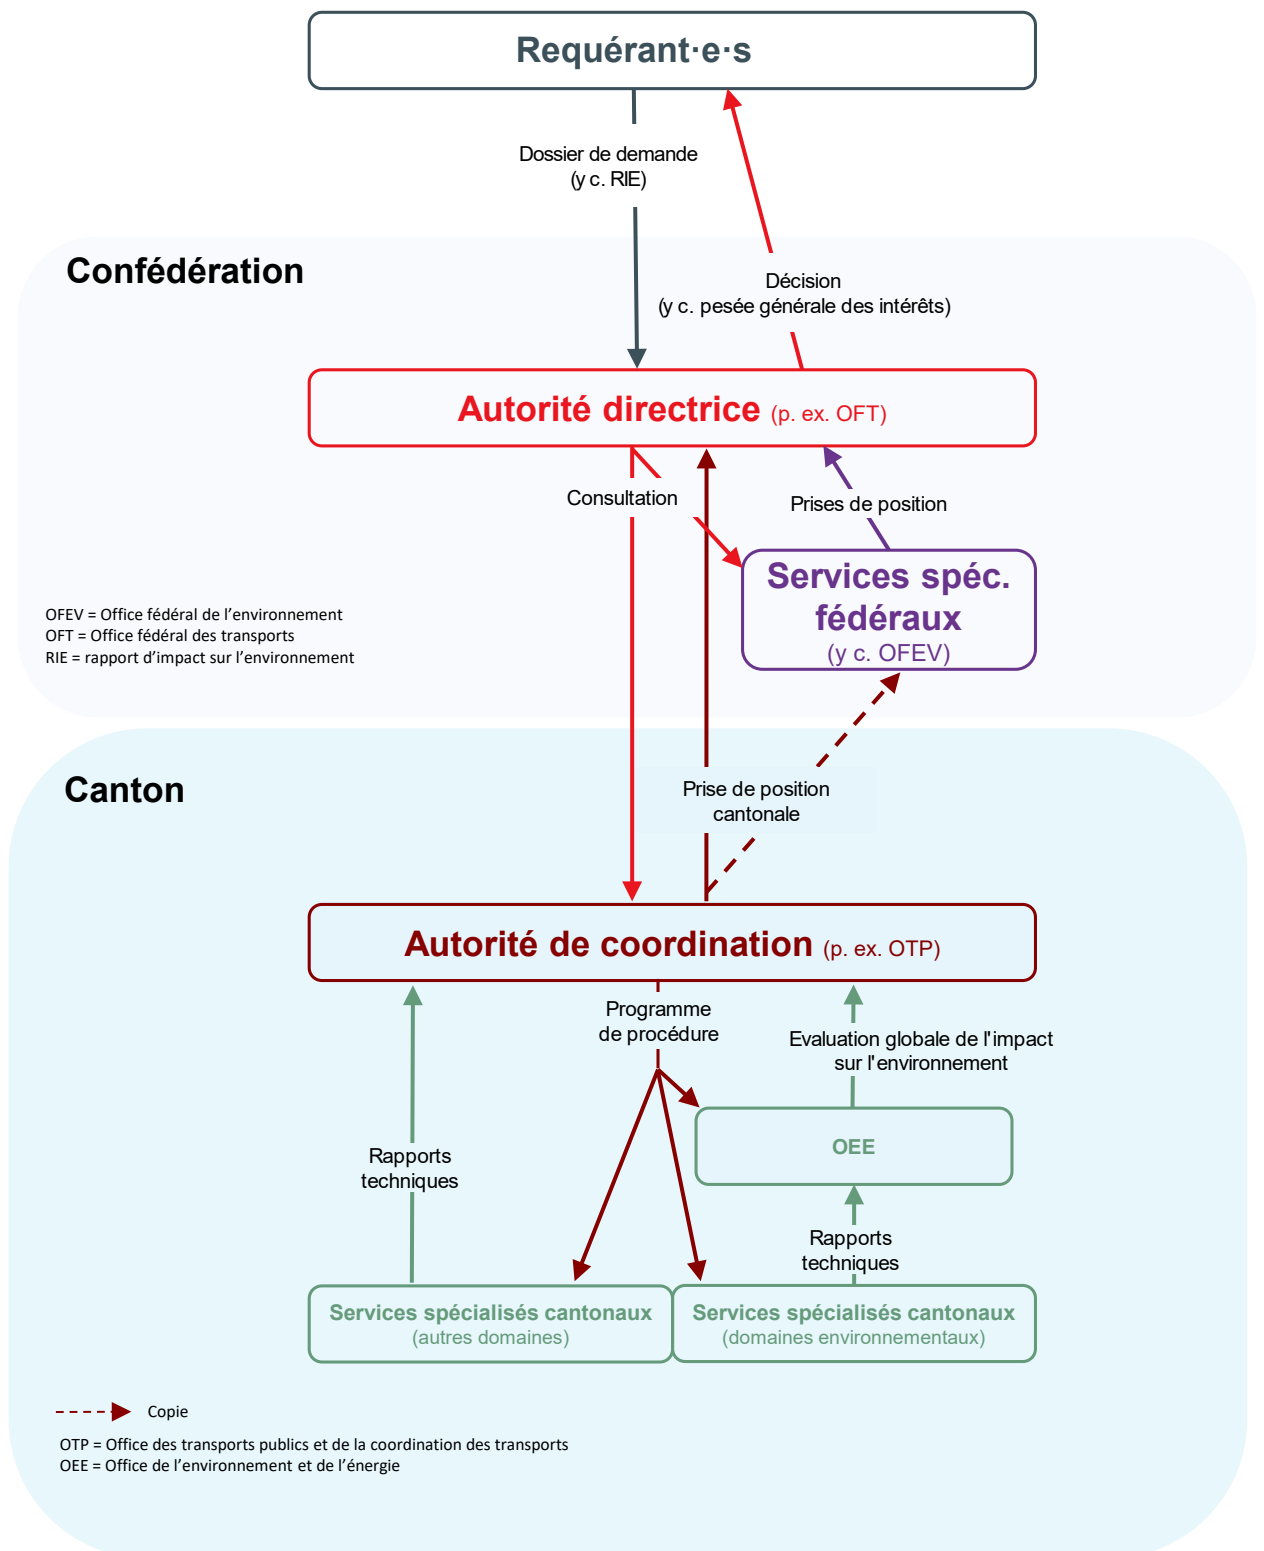 Requérant·e·s
Dossier de demande
(y c. RIE)
Confédération
Décision
(y c. pesée générale des intérêts)
Autorité directrice (p. ex. OFT)
Consultation
Prises de position
Services spéc.
fédéraux
(y c. OFEV)
OFEV = Office fédéral de l’environnement
OFT = Office fédéral des transports
RIE = rapport d’impact sur l’environnement
Canton
Prise de position
cantonale
Autorité de coordination (p. ex. OTP)
Programme
de procédure
Evaluation globale de l'impact
sur l'environnement
OEE
Rapports
techniques
Rapports
techniques
Services spécialisés cantonaux
(autres domaines)
Services spécialisés cantonaux
(domaines environnementaux)
Copie
OTP = Office des transports publics et de la coordination des transports
OEE = Office de l’environnement et de l’énergie